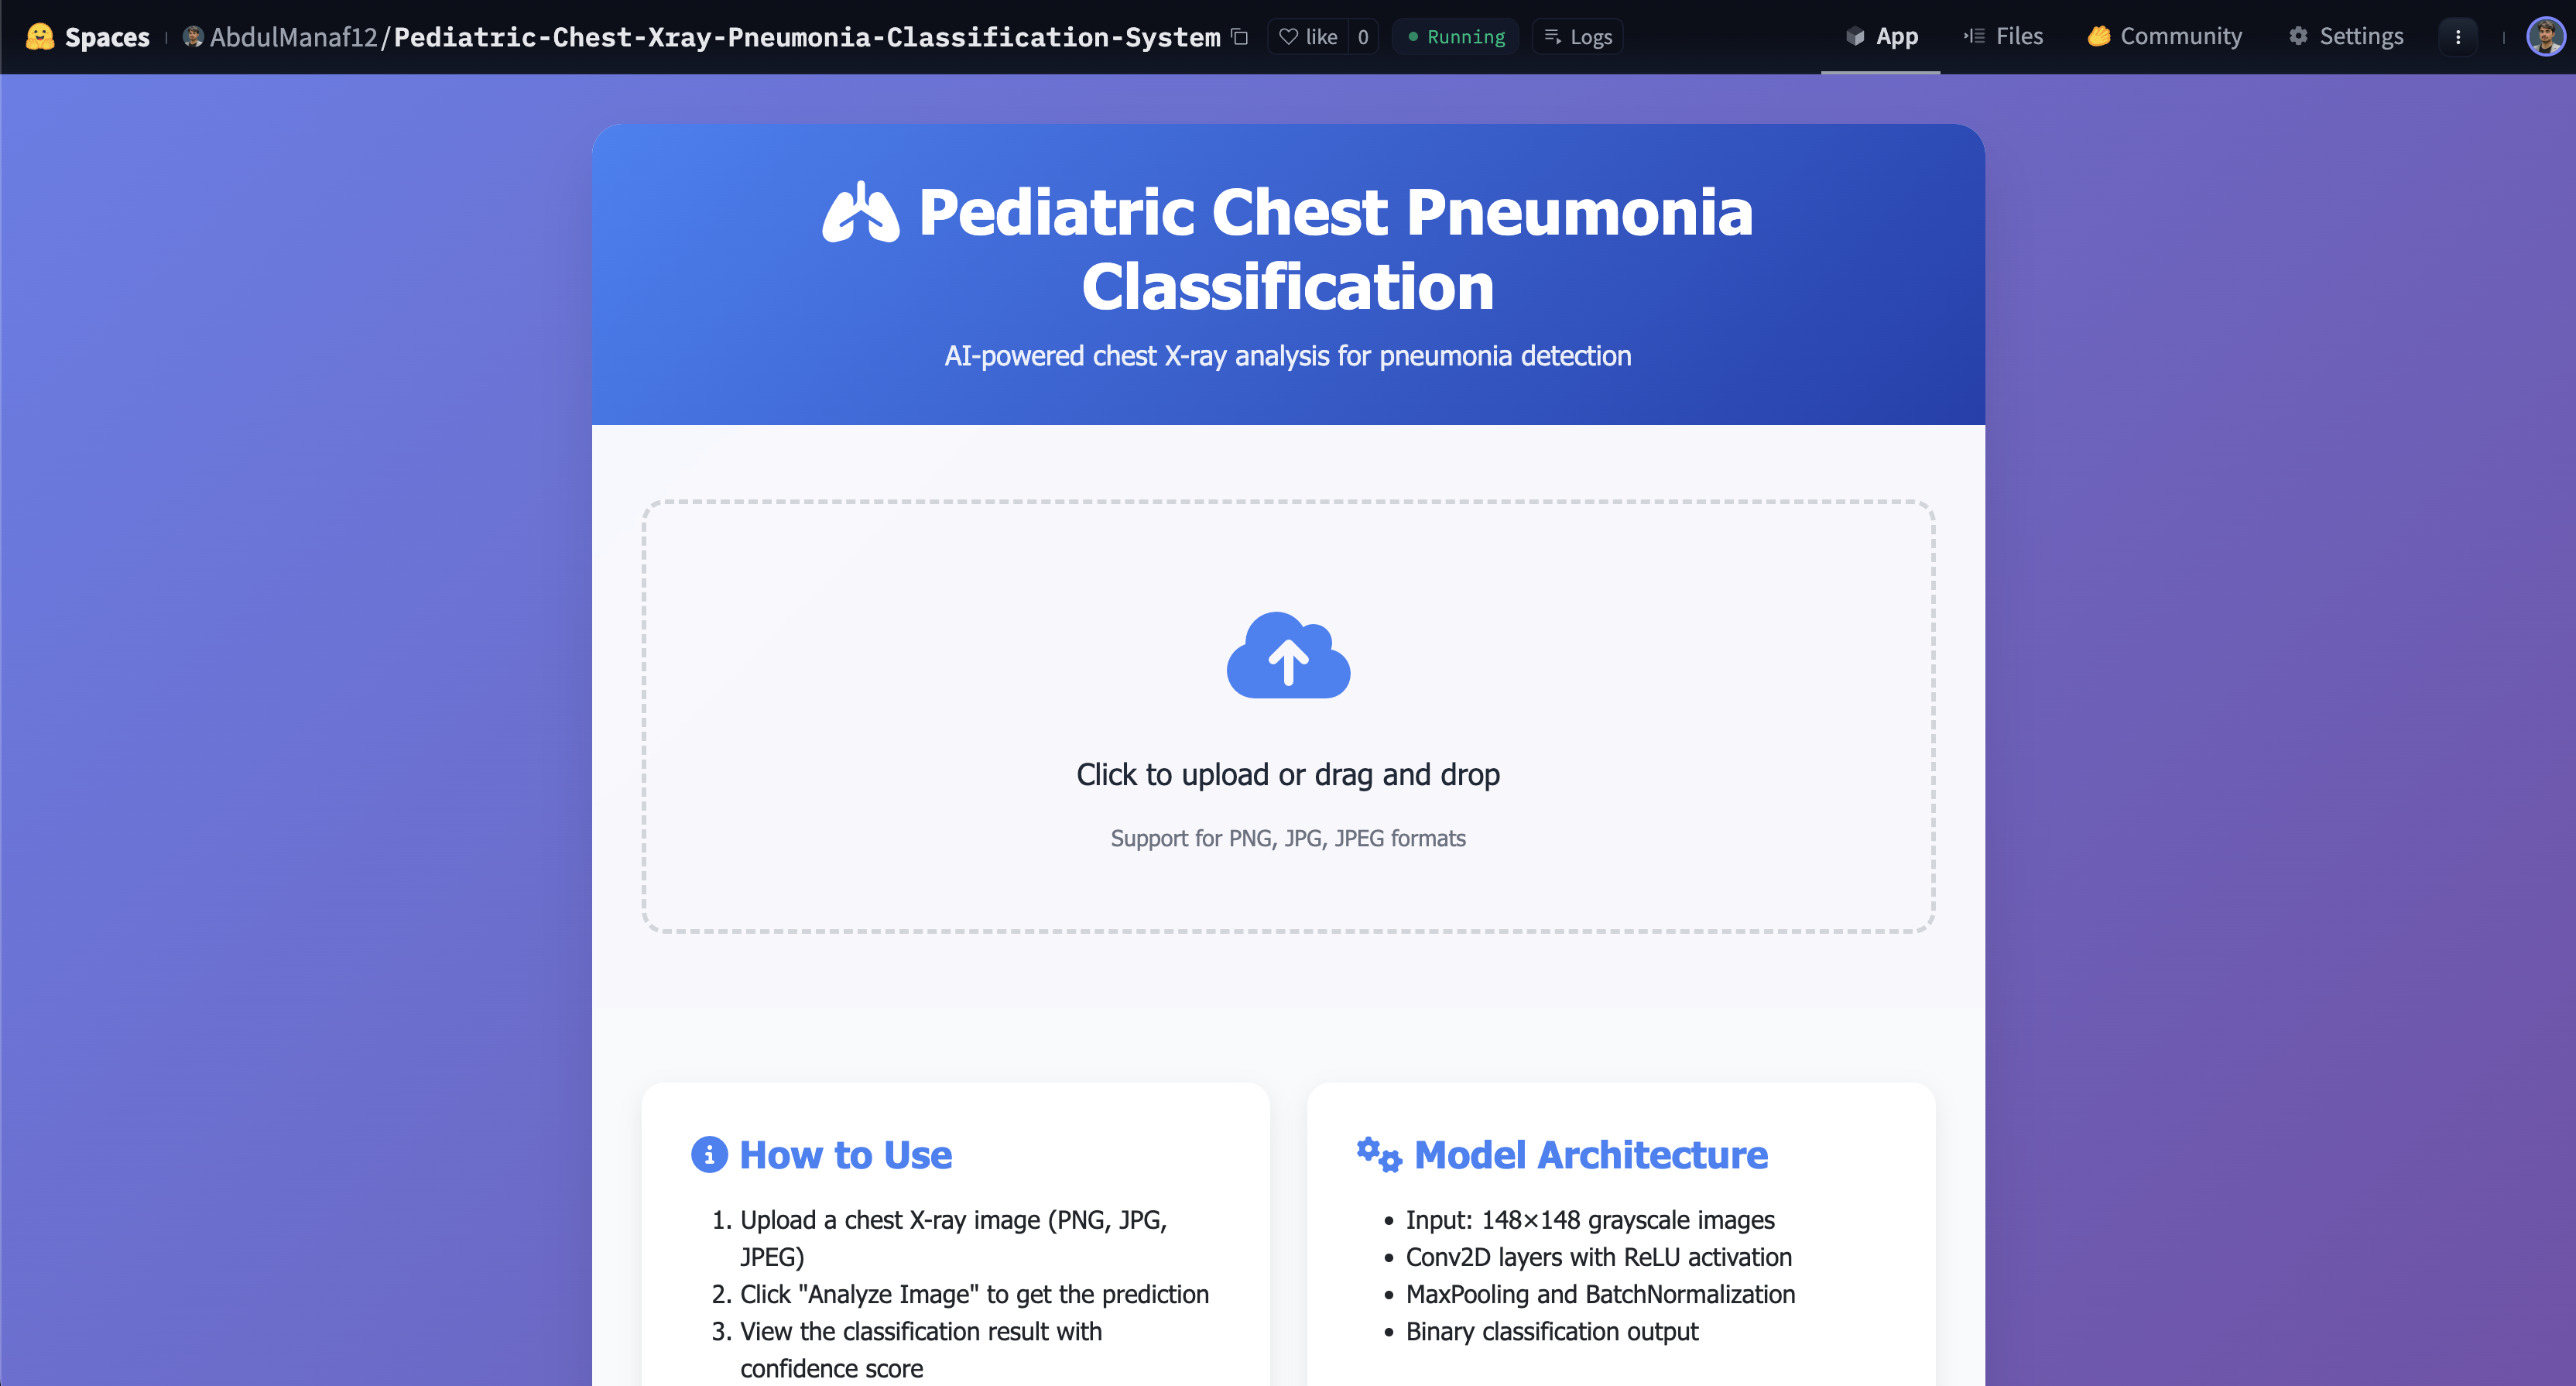 Spaces
AbdulManaf12/Pediatric-Chest-Xray-Pneumonia-Classification-System
like 0
Running
Logs
App
Files
Community
Settings
Pediatric Chest Pneumonia
Classification
AI-powered chest X-ray analysis for pneumonia detection
Click to upload or drag and drop
Support for PNG, JPG, JPEG formats
How to Use
1. Upload a chest X-ray image (PNG, JPG,
JPEG)
2. Click "Analyze Image" to get the prediction
3. View the classification result with
confidence score
Model Architecture
• Input: 148×148 grayscale images
• Conv2D layers with ReLU activation
• MaxPooling and BatchNormalization
• Binary classification output